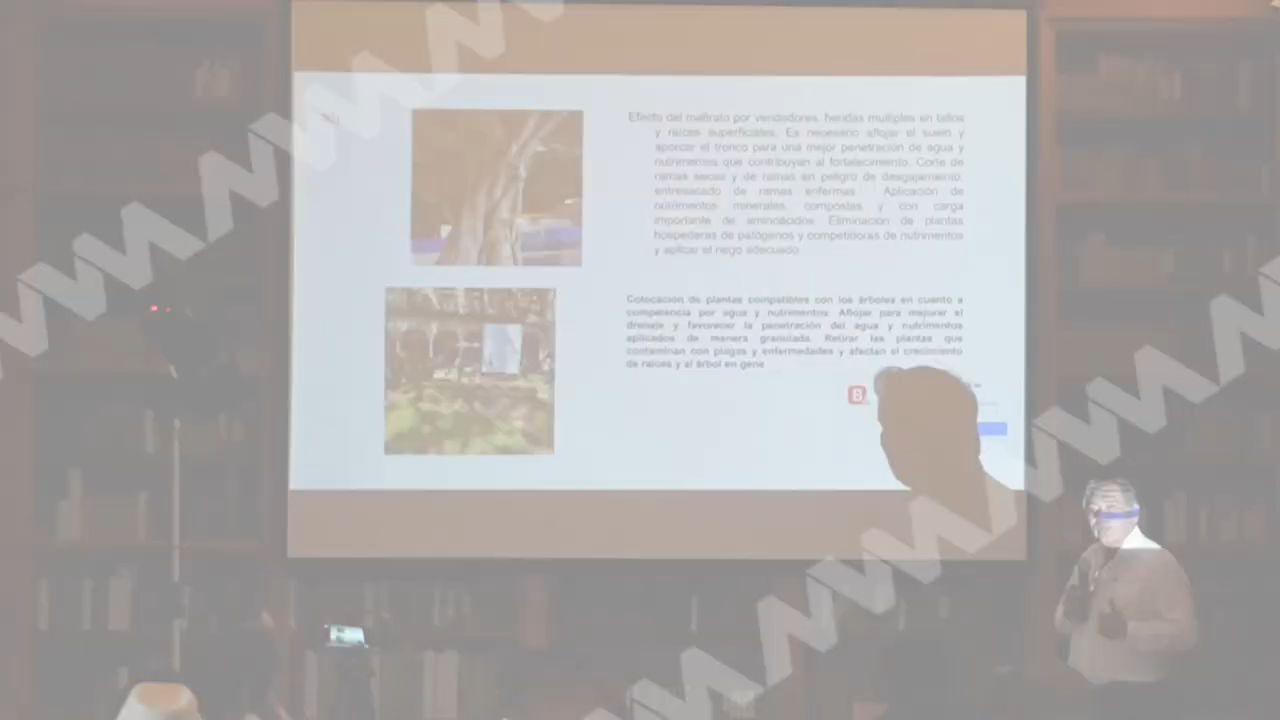 Efecto del maltrato por vendedores, heridas multiples en tallos
y raíces superficiales. Es necesario aflojar el suelo y
aporcar el tronco para una mejor penetración de agua y
nutrimentos que contribuyan al fortalecimiento. Corte de
ramas secas y de ramas en peligro de desgajamiento,
entresacado de ramas enfermas. Aplicación de
nutrimentos minerales, compostas y con carga
importante de aminoácidos. Eliminación de plantas
hospederas de patógenos y competidoras de nutrimentos
y aplicar el riego adecuado.
Colocación de plantas compatibles con los árboles en cuanto a
competencia por agua y nutrimentos. Aflojar para mejorar el
drenaje y favorecer la penetración del agua y nutrimentos
aplicados de manera granulada. Retirar las plantas que
contaminan con plagas y enfermedades y afectan el crecimiento
de raíces y al árbol en gene
B